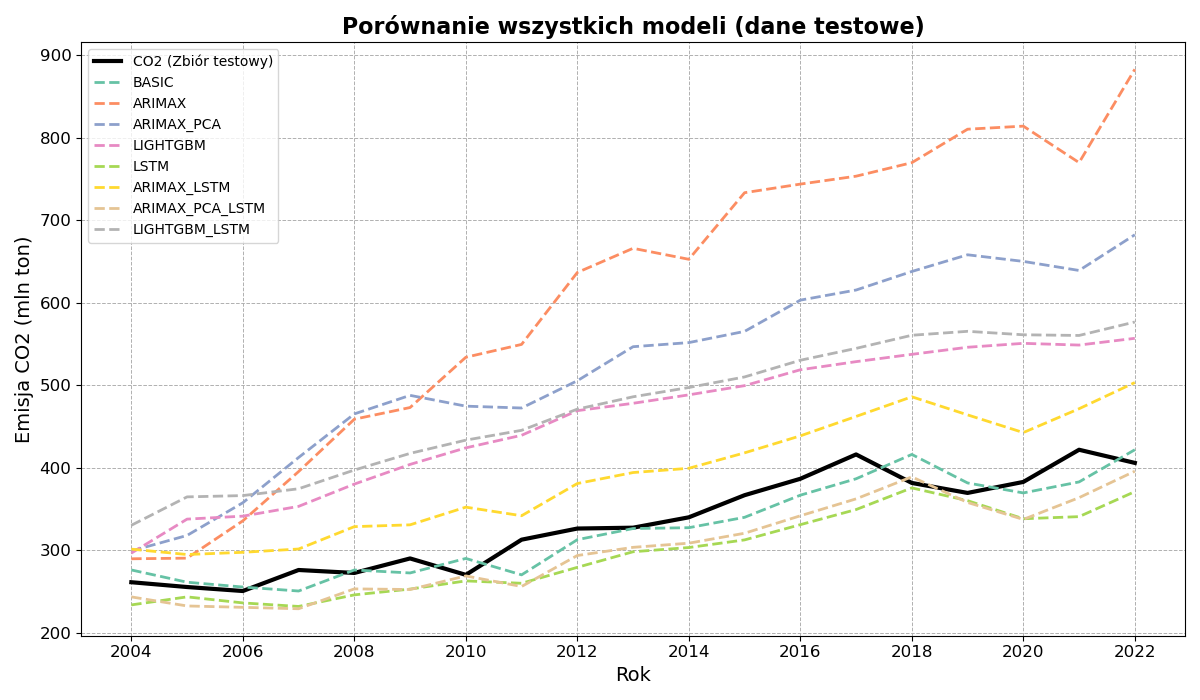 Porównanie wszystkich modeli (dane testowe)
CO2 (Zbiór testowy)
BASIC
ARIMAX
ARIMAX_PCA
LIGHTGBM
LSTM
ARIMAX_LSTM
ARIMAX_PCA_LSTM
LIGHTGBM_LSTM
Emisja CO2 (mln ton)
900
800
700
600
500
400
300
200
2004 2006 2008 2010 2012 2014 2016 2018 2020 2022
Rok